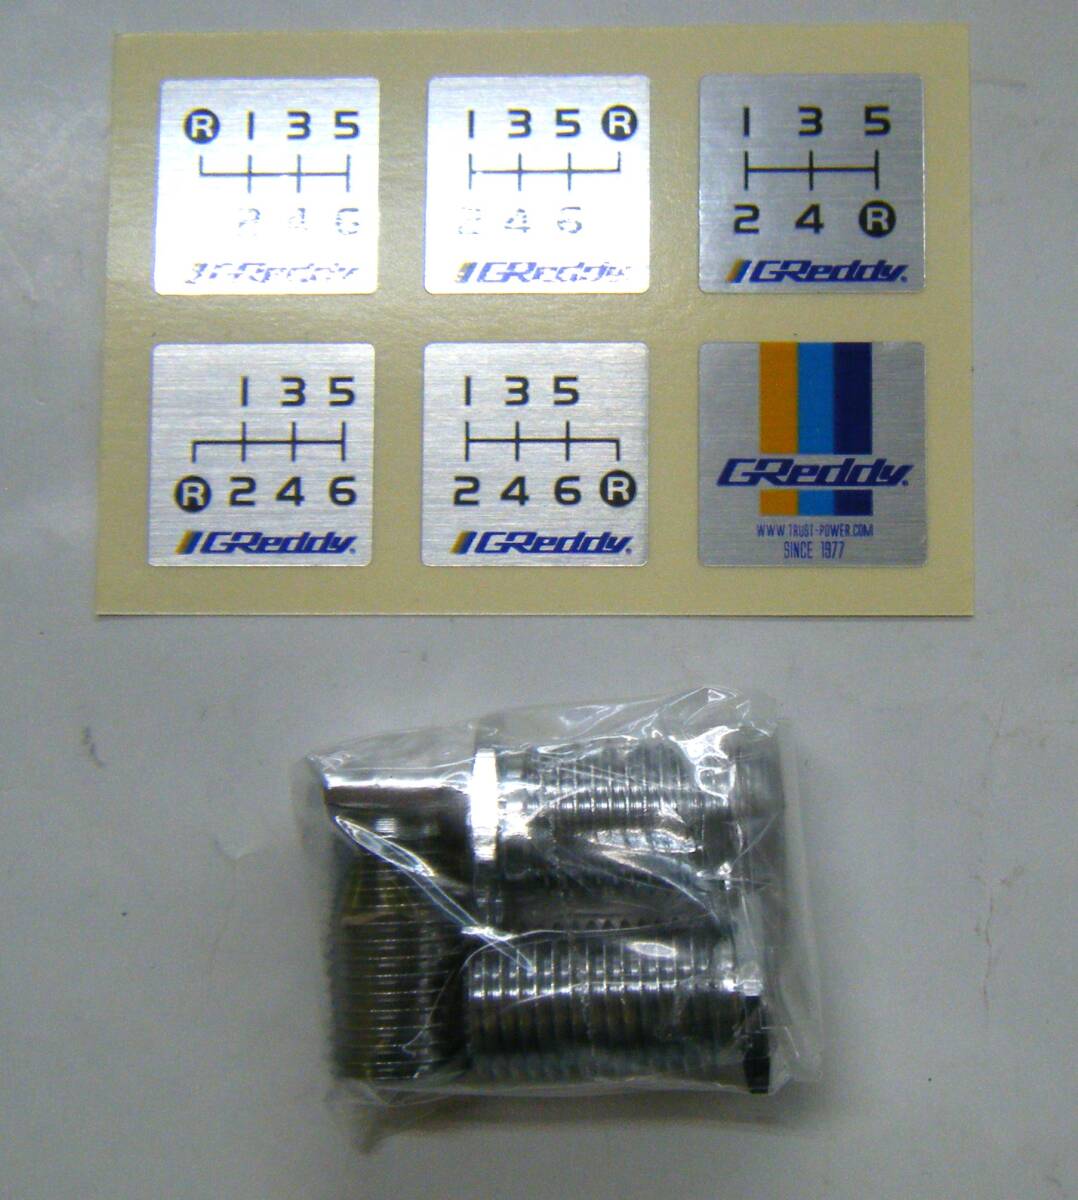 R 1 3 5
2 4 6
GReddy
1 3 5 R
2 4 6
GReddy
1 3 5
2 4 R
GReddy®
1 3 5
R 2 4 6
GReddy®
1 3 5
2 4 6 R
GReddy®
GReddy®
WWW.TRUST-POWER.COM
SINCE 1977